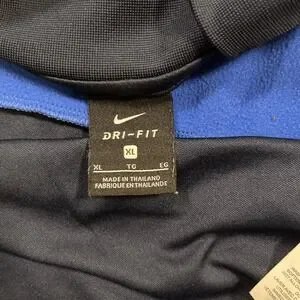 DRI-FIT
XL
XL TG EG
MADE IN THAILAND
FABRIQUÉ EN THAÏLANDE